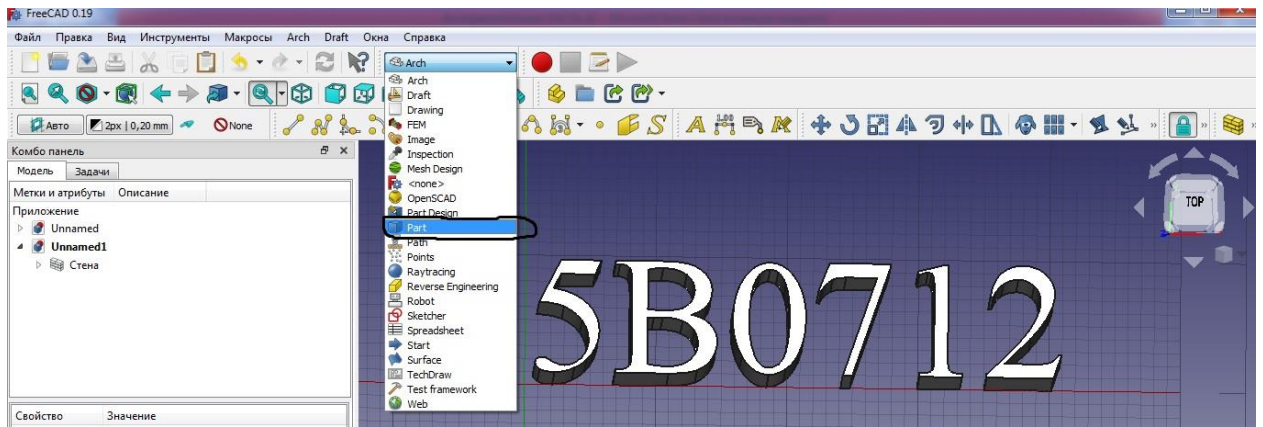 FreeCAD 0.19
Файл Правка Вид Инструменты Макросы Arch Draft Окна Справка
Arch
Авто 2px | 0,20 mm None
Комбо панель
Модель Задачи
Метки и атрибуты Описание
Приложение
Unnamed
Unnamed1
Стена
Свойство Значение
Arch
Draft
Drawing
FEM
Image
Inspection
Mesh Design
<none>
OpenSCAD
Part Design
Part
Path
Points
Raytracing
Reverse Engineering
Robot
Sketcher
Spreadsheet
Start
Surface
TechDraw
Test framework
Web
5B0712
TOP